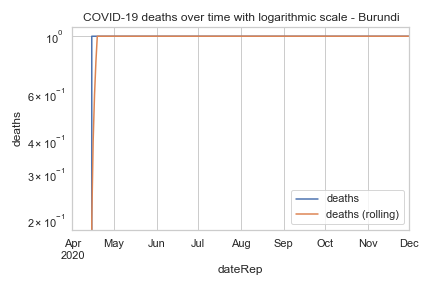 COVID-19 deaths over time with logarithmic scale - Burundi
10⁰
6 × 10⁻¹
4 × 10⁻¹
3 × 10⁻¹
2 × 10⁻¹
deaths
deaths
deaths (rolling)
Apr May Jun Jul Aug Sep Oct Nov Dec
2020
dateRep